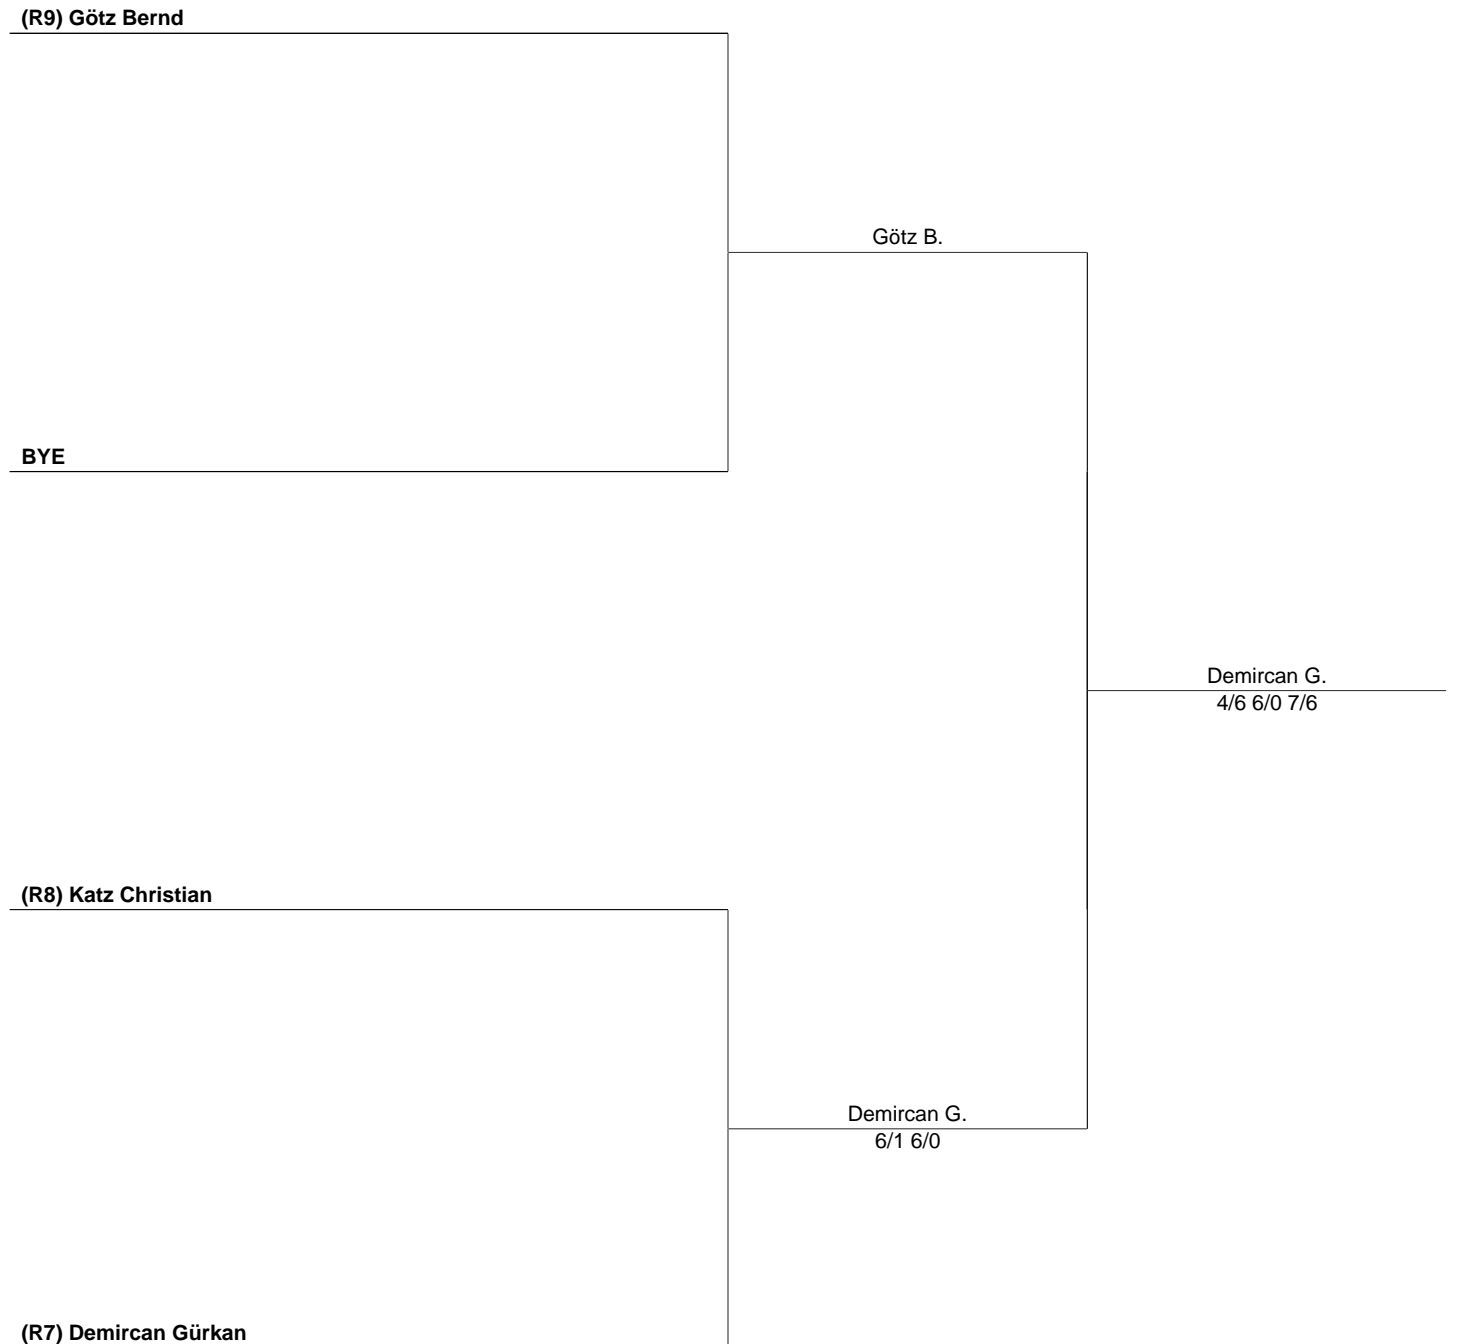 (R9) Götz Bernd
Götz B.
BYE
Demircan G.
4/6 6/0 7/6
(R8) Katz Christian
Demircan G.
6/1 6/0
(R7) Demircan Gürkan